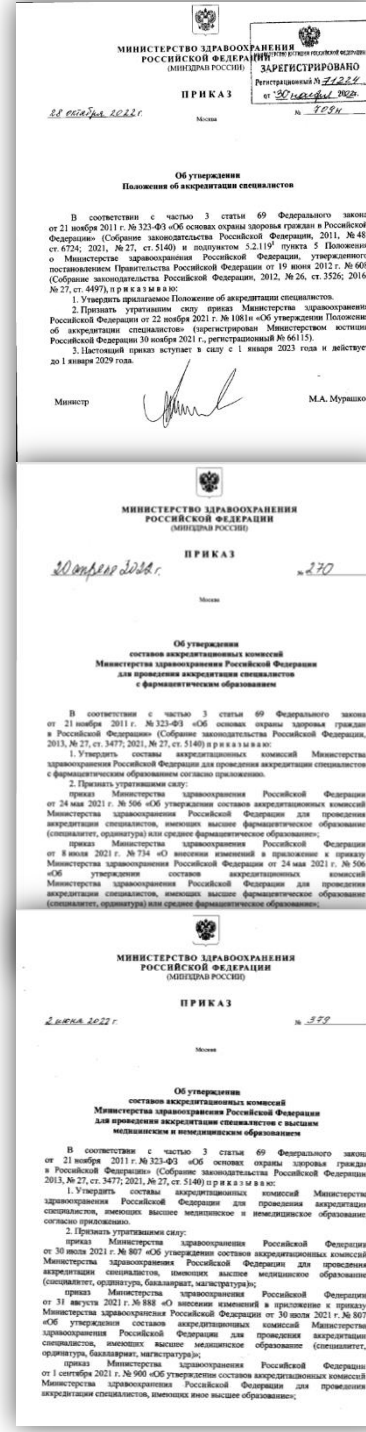 МИНИСТЕРСТВО ЗДРАВООХРАНЕНИЯ
РОССИЙСКОЙ ФЕДЕРАЦИИ
(МИНЗДРАВ РОССИИ)
МИНИСТЕРСТВО ЮСТИЦИИ РОССИЙСКОЙ ФЕДЕРАЦИИ
ЗАРЕГИСТРИРОВАНО
Регистрационный № 71224
от "30 ноября 2022
ПРИКАЗ
28 октября 2022 г.
Москва
№ 709н
Об утверждении
Положения об аккредитации специалистов
В соответствии с частью 3 статьи 69 Федерального закона
от 21 ноября 2011 г. № 323-ФЗ «Об основах охраны здоровья граждан в Российской
Федерации» (Собрание законодательства Российской Федерации, 2011, № 48
ст. 6724; 2021, № 27, ст. 5140) и подпунктом 5.2.119¹ пункта 5 Положения
о Министерстве здравоохранения Российской Федерации, утвержденного
постановлением Правительства Российской Федерации от 19 июня 2012 г. № 608
(Собрание законодательства Российской Федерации, 2012, № 26, ст. 3526; 2016
№ 27, ст. 4497), п р и к а з ы в а ю:
1. Утвердить прилагаемое Положение об аккредитации специалистов.
2. Признать утратившим силу приказ Министерства здравоохранения
Российской Федерации от 22 ноября 2021 г. № 1081н «Об утверждении Положения
об аккредитации специалистов» (зарегистрирован Министерством юстиции
Российской Федерации 30 ноября 2021 г., регистрационный № 66115).
3. Настоящий приказ вступает в силу с 1 января 2023 года и действует
до 1 января 2029 года.
Министр
М.А. Мурашко
МИНИСТЕРСТВО ЗДРАВООХРАНЕНИЯ
РОССИЙСКОЙ ФЕДЕРАЦИИ
(МИНЗДРАВ РОССИИ)
ПРИКАЗ
20 апреля 2022 г.
№ 270
Москва
Об утверждении
составов аккредитационных комиссий
Министерства здравоохранения Российской Федерации
для проведения аккредитации специалистов
с фармацевтическим образованием
В соответствии с частью 3 статьи 69 Федерального закона
от 21 ноября 2011 г. № 323-ФЗ «Об основах охраны здоровья граждан
в Российской Федерации» (Собрание законодательства Российской Федерации,
2013, № 27, ст. 3477; 2021, № 27, ст. 5140) п р и к а з ы в а ю:
1. Утвердить составы аккредитационных комиссий Министерства
здравоохранения Российской Федерации для проведения аккредитации специалистов
с фармацевтическим образованием согласно приложению.
2. Признать утратившими силу:
приказ Министерства здравоохранения Российской Федерации
от 24 мая 2021 г. № 506 «Об утверждении составов аккредитационных комиссий
Министерства здравоохранения Российской Федерации для проведения
аккредитации специалистов, имеющих высшее фармацевтическое образование
(специалитет, ординатура) или среднее фармацевтическое образование»;
приказ Министерства здравоохранения Российской Федерации
от 8 июля 2021 г. № 734 «О внесении изменений в приложение к приказу
Министерства здравоохранения Российской Федерации от 24 мая 2021 г. № 506
«Об утверждении составов аккредитационных комиссий
Министерства здравоохранения Российской Федерации для проведения
аккредитации специалистов, имеющих высшее фармацевтическое образование
(специалитет, ординатура) или среднее фармацевтическое образование»;
МИНИСТЕРСТВО ЗДРАВООХРАНЕНИЯ
РОССИЙСКОЙ ФЕДЕРАЦИИ
(МИНЗДРАВ РОССИИ)
ПРИКАЗ
2 июня 2022 г.
№ 379
Москва
Об утверждении
составов аккредитационных комиссий
Министерства здравоохранения Российской Федерации
для проведения аккредитации специалистов с высшим
медицинским и немедицинским образованием
В соответствии с частью 3 статьи 69 Федерального закона
от 21 ноября 2011 г. № 323-ФЗ «Об основах охраны здоровья граждан
в Российской Федерации» (Собрание законодательства Российской Федерации
2013, № 27, ст. 3477; 2021, № 27, ст. 5140) п р и к а з ы в а ю:
1. Утвердить составы аккредитационных комиссий Министерства
здравоохранения Российской Федерации для проведения аккредитации
специалистов, имеющих высшее медицинское и немедицинское образование
согласно приложению.
2. Признать утратившими силу:
приказ Министерства здравоохранения Российской Федерации
от 30 июля 2021 г. № 807 «Об утверждении составов аккредитационных комиссий
Министерства здравоохранения Российской Федерации для проведения
аккредитации специалистов, имеющих высшее медицинское образование
(специалитет, ординатура, бакалавриат, магистратура)»;
приказ Министерства здравоохранения Российской Федерации
от 31 августа 2021 г. № 888 «О внесении изменений в приложение к приказу
Министерства здравоохранения Российской Федерации от 30 июля 2021 г. № 807
«Об утверждении составов аккредитационных комиссий Министерства
здравоохранения Российской Федерации для проведения аккредитации
специалистов, имеющих высшее медицинское образование (специалитет,
ординатура, бакалавриат, магистратура)»;
приказ Министерства здравоохранения Российской Федерации
от 1 сентября 2021 г. № 900 «Об утверждении составов аккредитационных комиссий
Министерства здравоохранения Российской Федерации для проведения
аккредитации специалистов, имеющих иное высшее образование»;